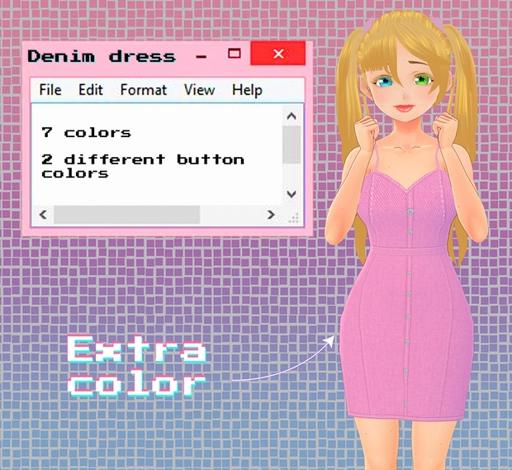 Denim dress
File Edit Format View Help
7 colors
2 different button
colors
Extra
color